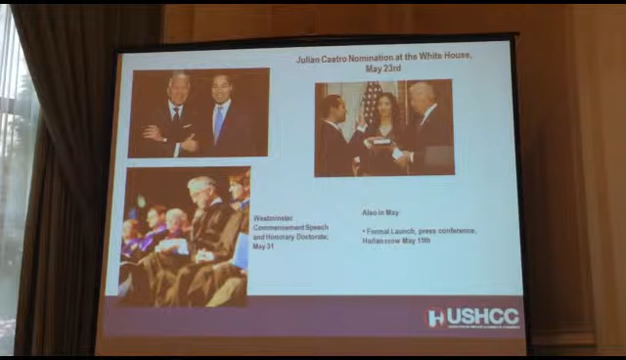 Julian Castro Nomination at the White House,
May 23rd
Westminster
Commencement Speech
and Honorary Doctorate,
May 31
Also in May
• Formal Launch, press conference,
May 11th
USHCC